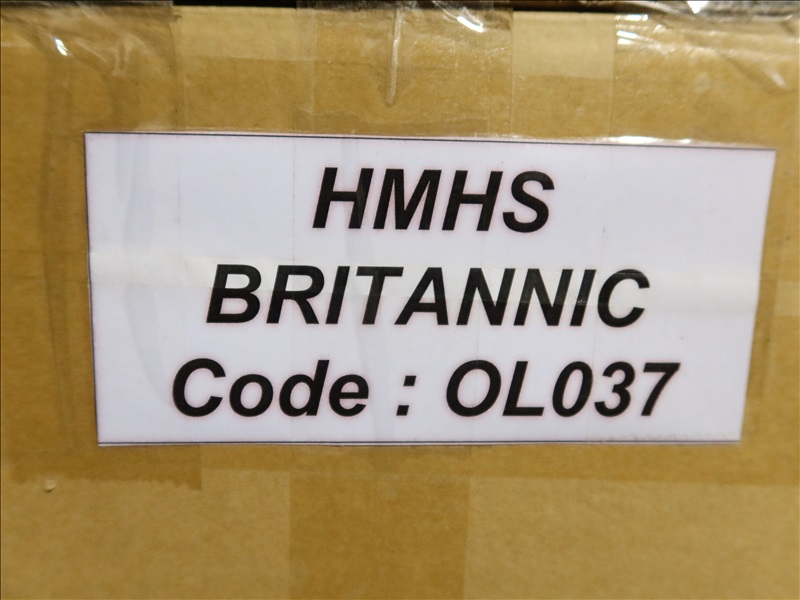 HMHS
BRITANNIC
Code : OL037